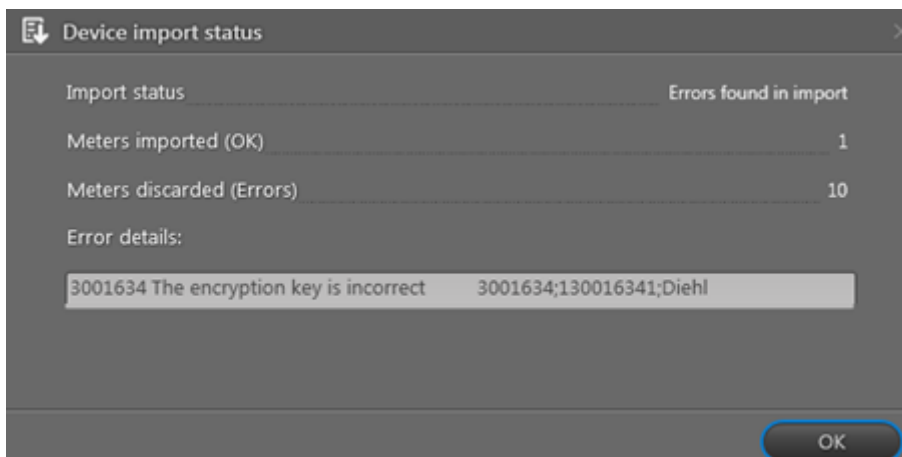 Device import status
Import status Errors found in import
Meters imported (OK) 1
Meters discarded (Errors) 10
Error details:
3001634 The encryption key is incorrect 3001634;130016341;Diehl
OK